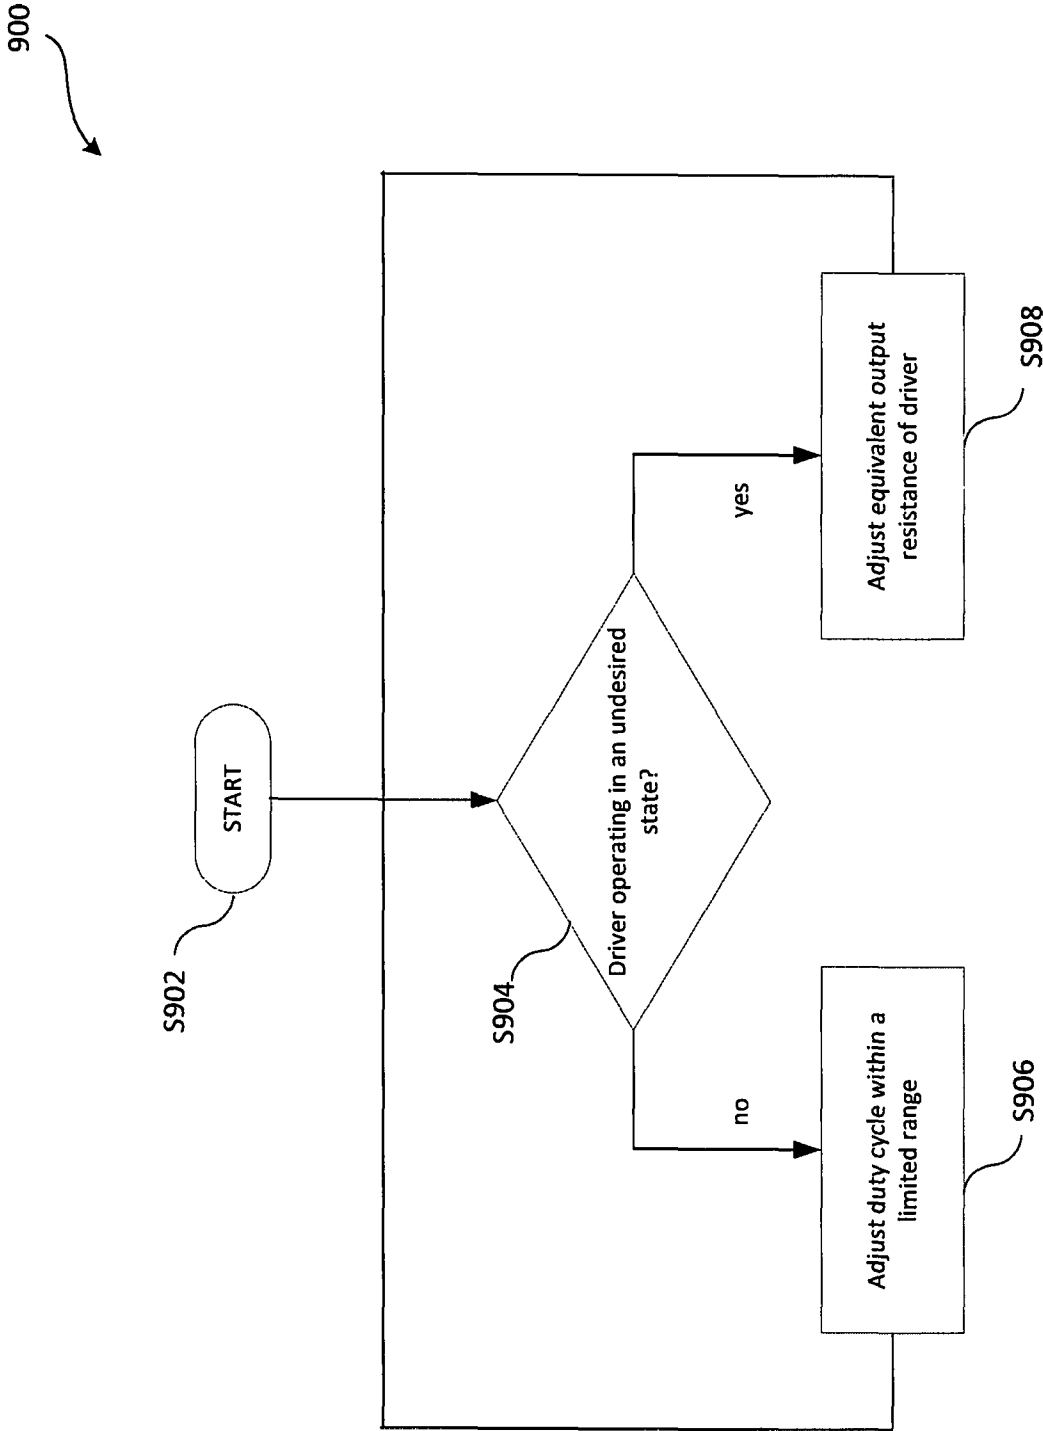 900
S902
START
S904
Driver operating in an undesired
state?
no
yes
Adjust duty cycle within a
limited range
S906
Adjust equivalent output
resistance of driver
S908